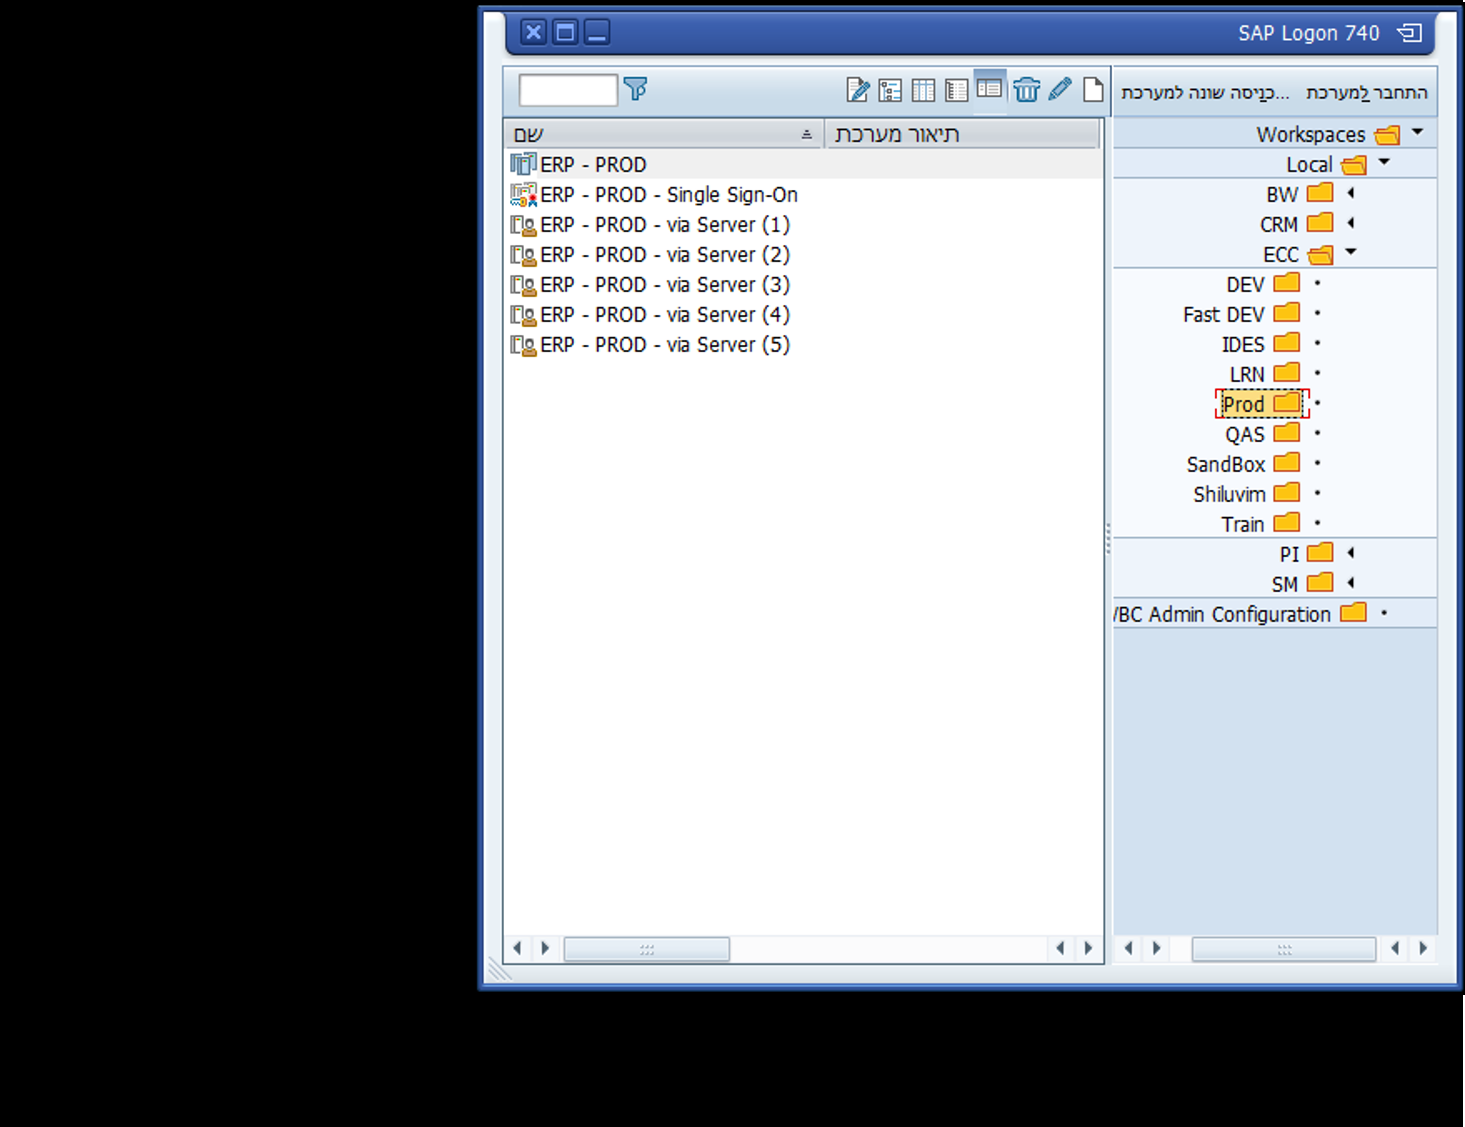 SAP Logon 740
התחבר למערכת
כניסה שונה למערכת...
שם
תיאור מערכת
ERP - PROD
ERP - PROD - Single Sign-On
ERP - PROD - via Server (1)
ERP - PROD - via Server (2)
ERP - PROD - via Server (3)
ERP - PROD - via Server (4)
ERP - PROD - via Server (5)
Workspaces
Local
BW
CRM
ECC
DEV
Fast DEV
IDES
LRN
Prod
QAS
SandBox
Shiluvim
Train
PI
SM
Admin Configuration